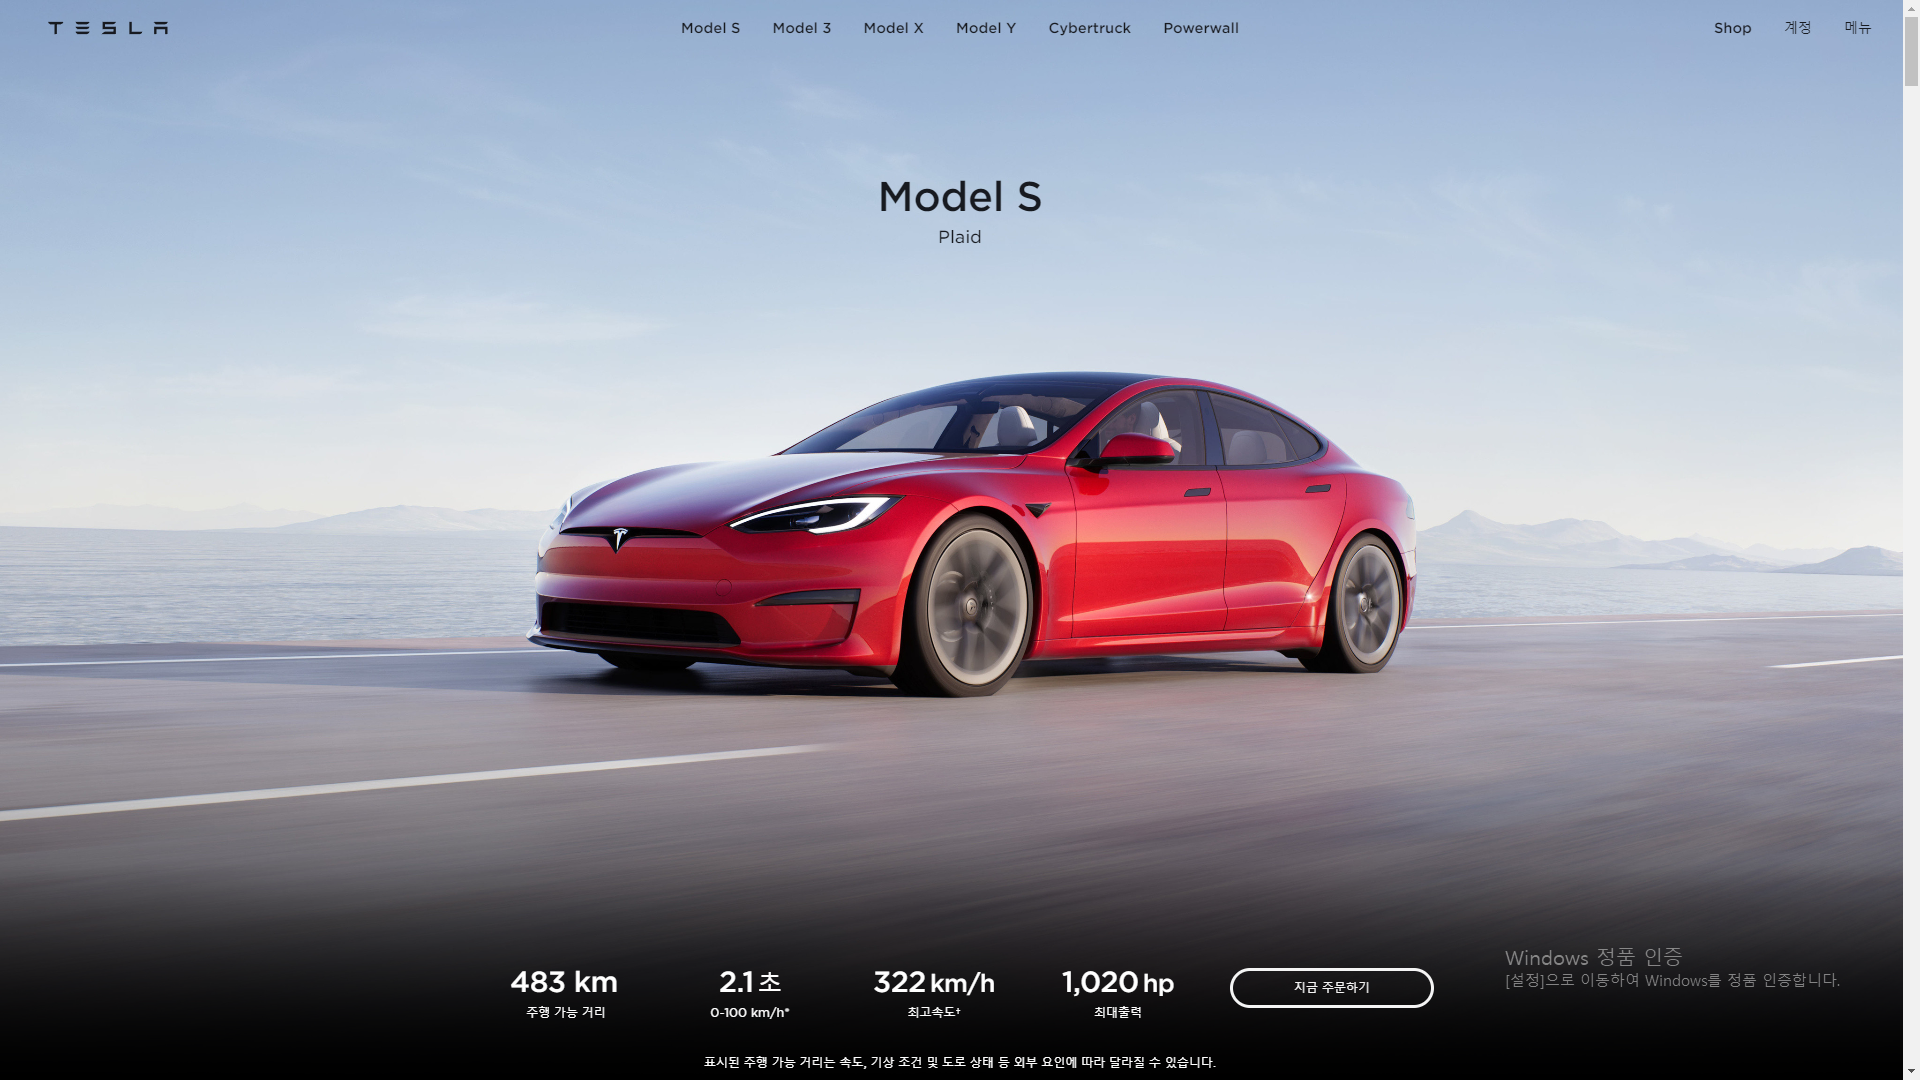 TESLA
Model S Model 3 Model X Model Y Cybertruck Powerwall
Shop 계정 메뉴
Model S
Plaid
483 km
주행 가능 거리
2.1 초
0-100 km/h*
322 km/h
최고속도†
1,020 hp
최대출력
지금 주문하기
Windows 정품 인증
[설정]으로 이동하여 Windows를 정품 인증합니다.
표시된 주행 가능 거리는 속도, 기상 조건 및 도로 상태 등 외부 요인에 따라 달라질 수 있습니다.